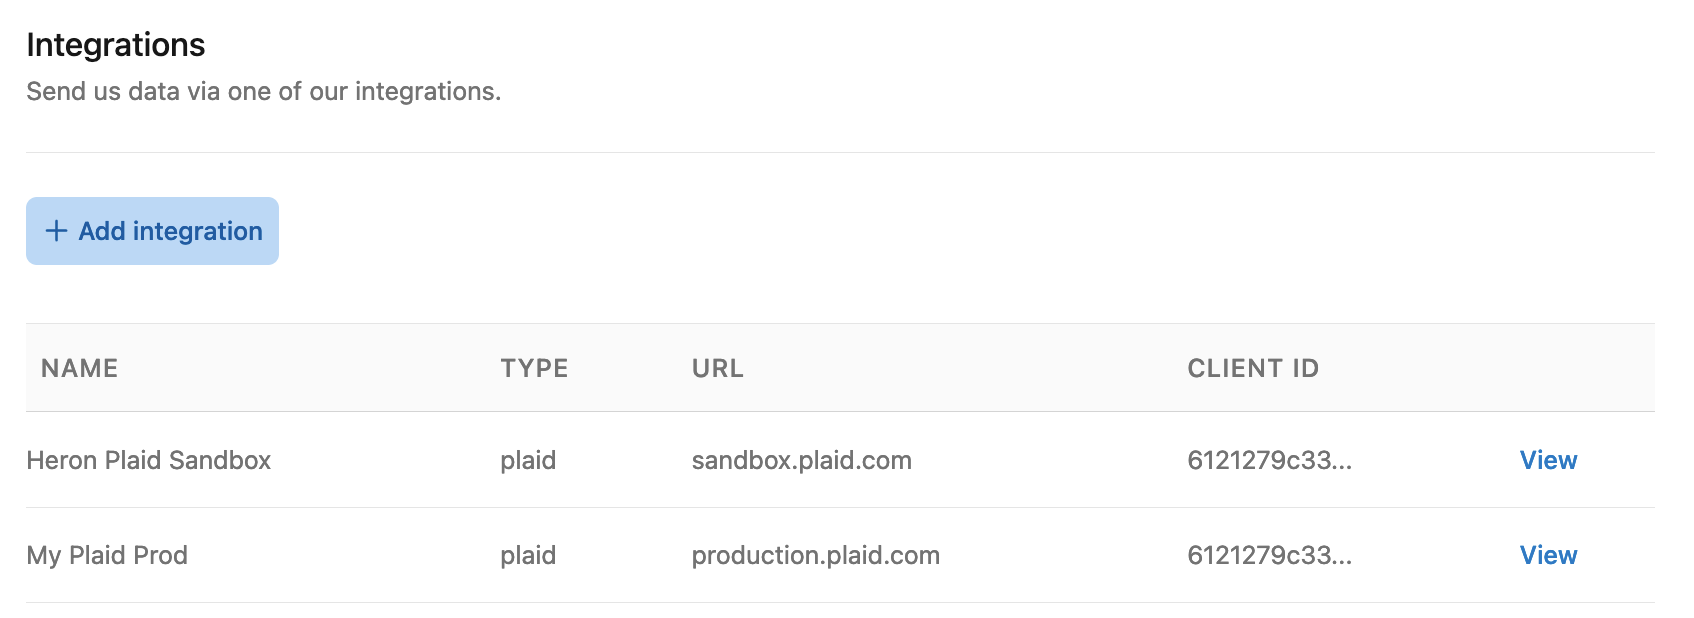 Integrations
Send us data via one of our integrations.
+ Add integration
NAME TYPE URL CLIENT ID
Heron Plaid Sandbox plaid sandbox.plaid.com 6121279c33... View
My Plaid Prod plaid production.plaid.com 6121279c33... View